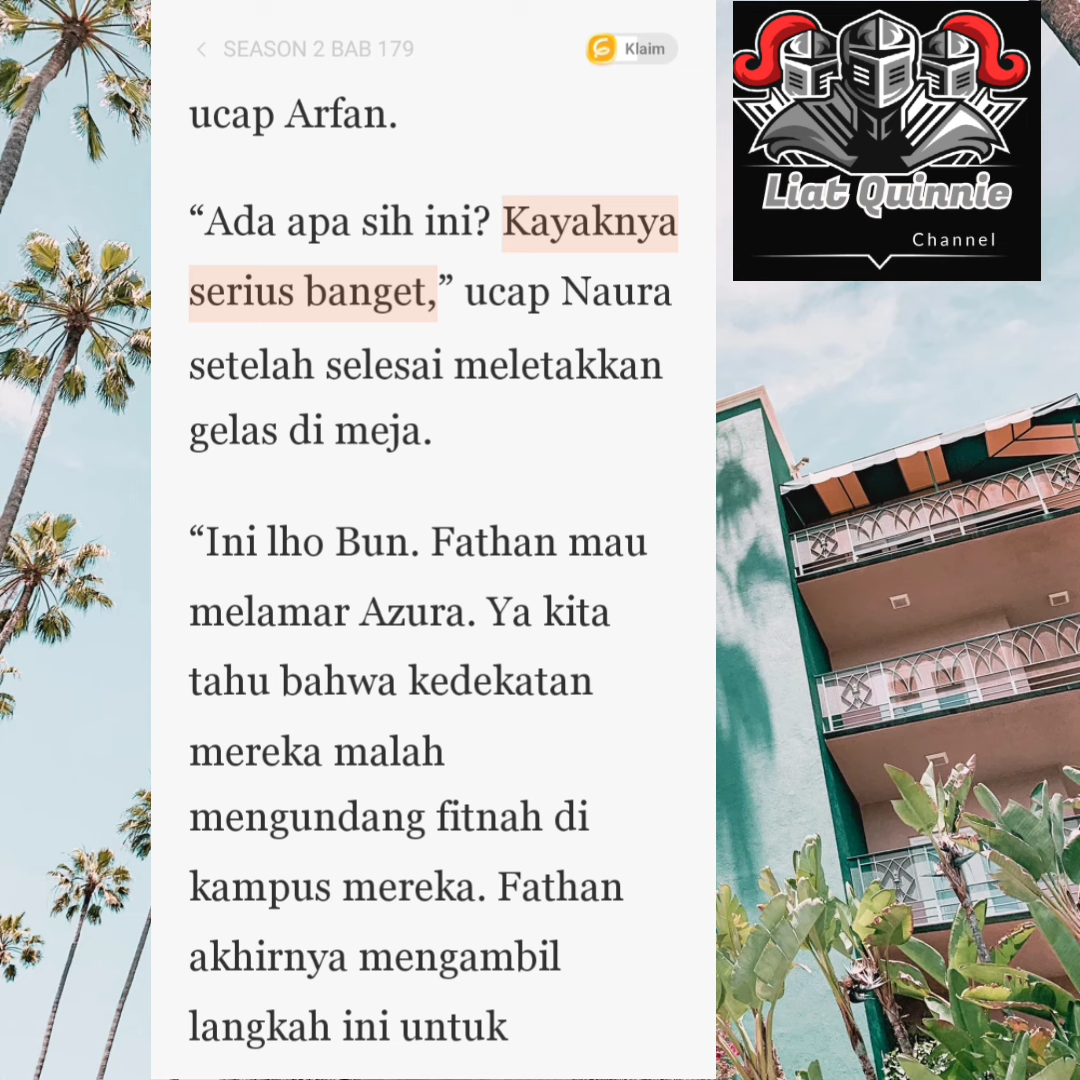 SEASON 2 BAB 179
Klaim
ucap Arfan.
“Ada apa sih ini? Kayaknya
serius banget,” ucap Naura
setelah selesai meletakkan
gelas di meja.
“Ini lho Bun. Fathan mau
melamar Azura. Ya kita
tahu bahwa kedekatan
mereka malah
mengundang fitnah di
kampus mereka. Fathan
akhirnya mengambil
langkah ini untuk
Liat Quinnie
Channel